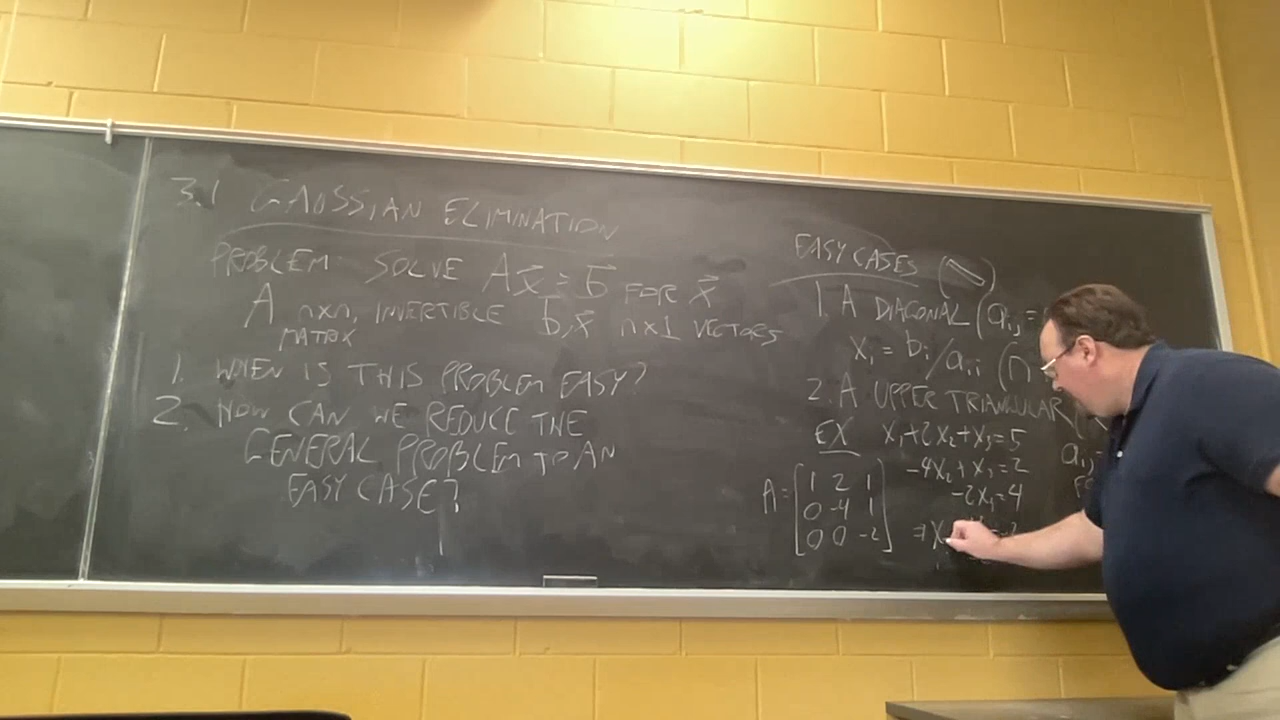 3.1 GAUSSIAN ELIMINATION
PROBLEM: SOLVE Ax⃗ = b⃗ FOR x⃗
A n×n, INVERTIBLE b⃗, x⃗ n×1 VECTORS
MATRIX
1. WHEN IS THIS PROBLEM EASY?
2. HOW CAN WE REDUCE THE
GENERAL PROBLEM TO AN
EASY CASE?
EASY CASES
1. A DIAGONAL (aij =
xi = bi/aii (n
2. A UPPER TRIANGULAR
EX x1+2x2+x3=5
-4x2+x3=2
-2x3=4
A = [1 2 1
0 -4 1
0 0 -2]
aij